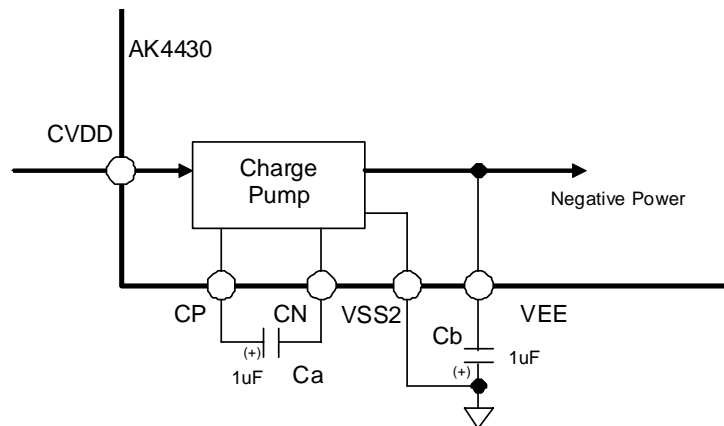 AK4430
CVDD
Charge
Pump
Negative Power
CP
CN
VSS2
VEE
Cb
(+)
1uF
Ca
(+)
1uF